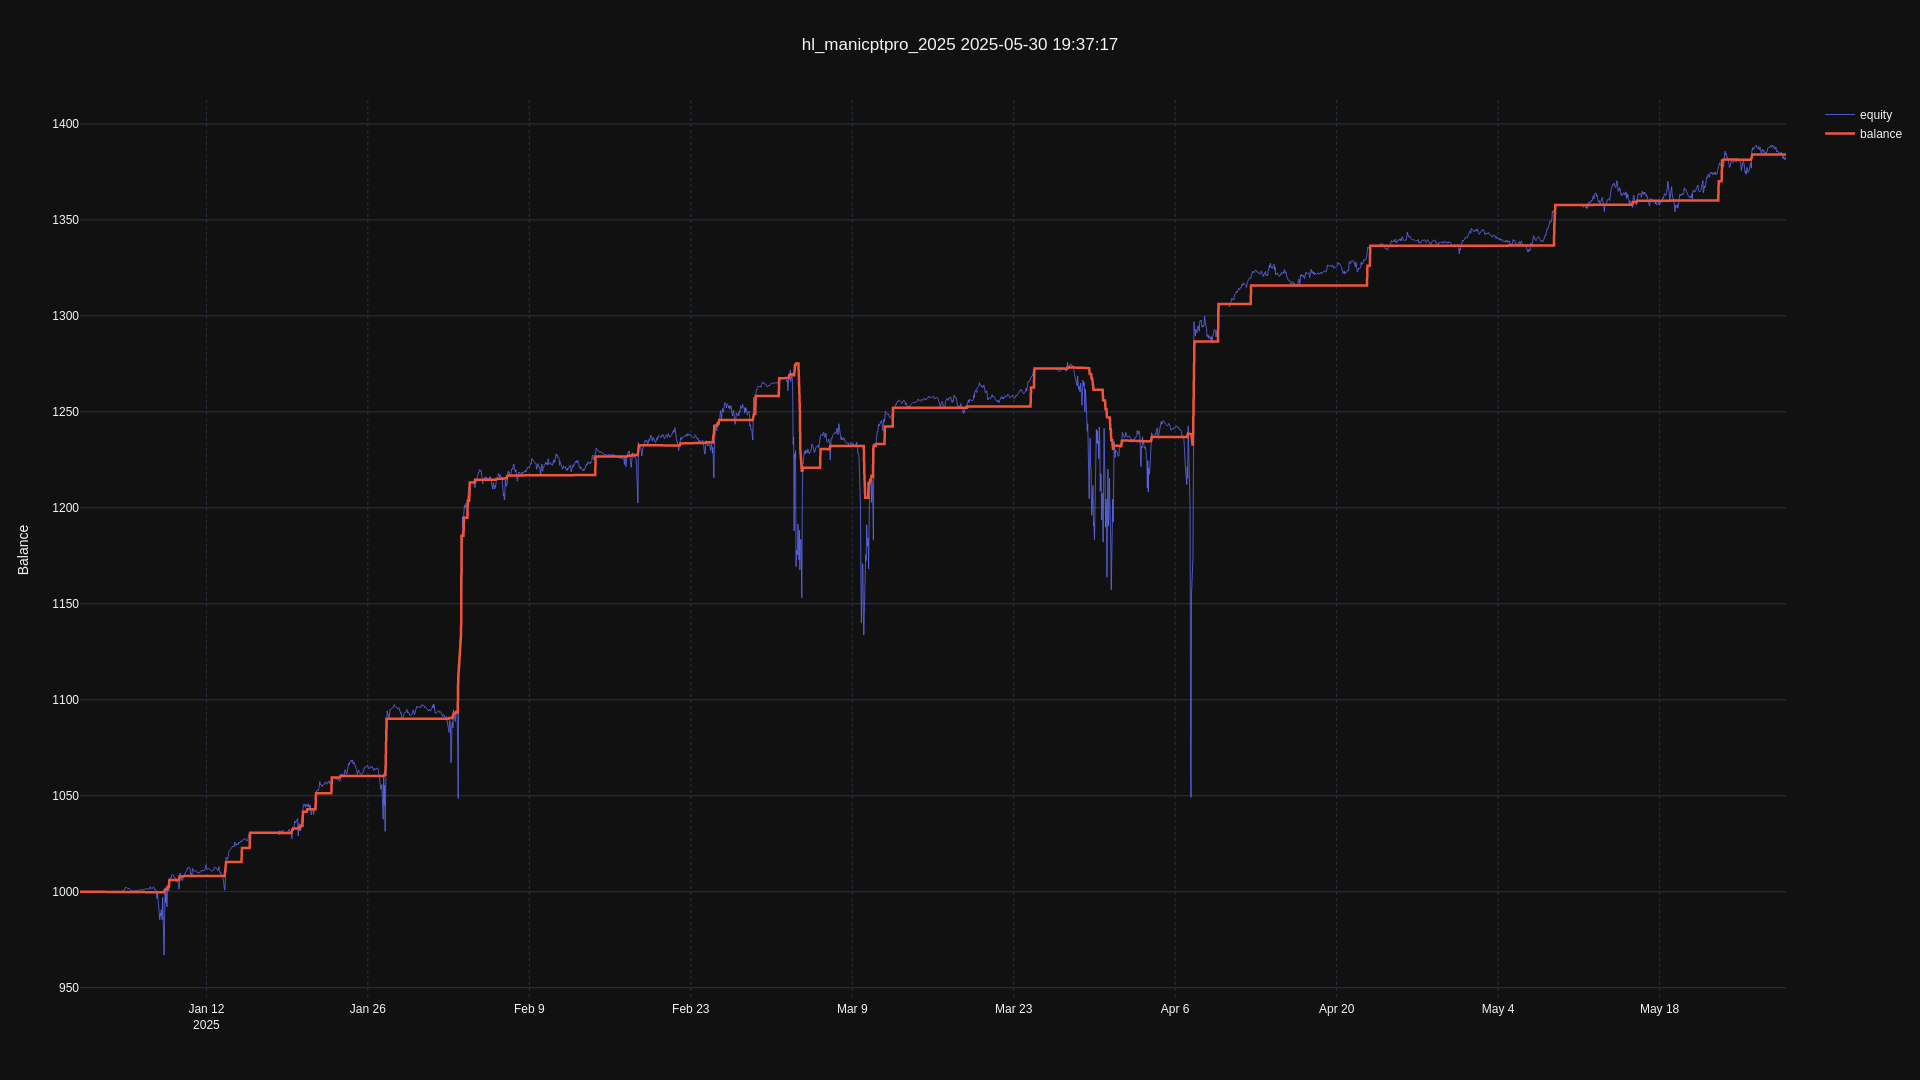 hl_manicptpro_2025 2025-05-30 19:37:17
equity
balance
Balance
1400
1350
1300
1250
1200
1150
1100
1050
1000
950
Jan 12
2025
Jan 26
Feb 9
Feb 23
Mar 9
Mar 23
Apr 6
Apr 20
May 4
May 18